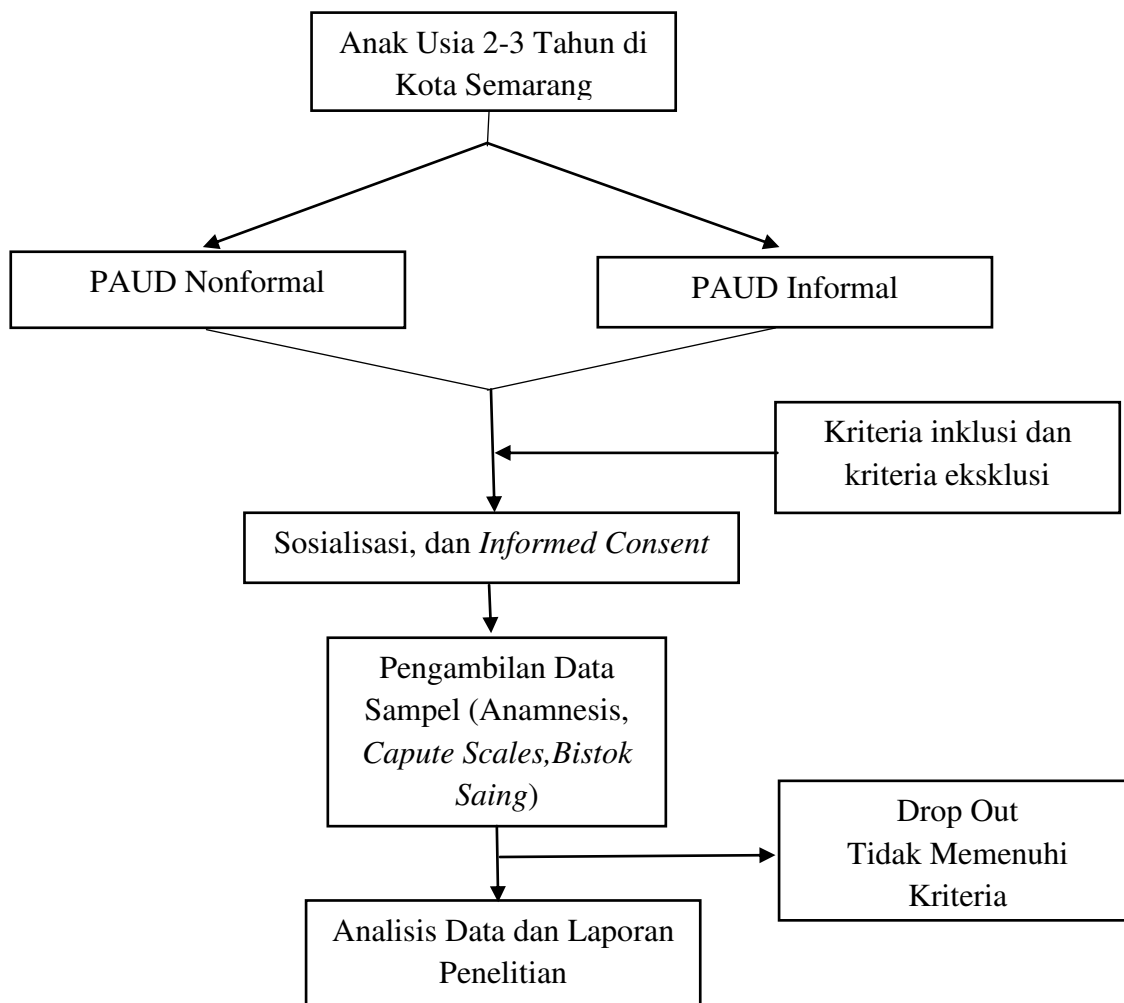 Anak Usia 2-3 Tahun di
Kota Semarang
PAUD Nonformal
PAUD Informal
Kriteria inklusi dan
kriteria eksklusi
Sosialisasi, dan Informed Consent
Pengambilan Data
Sampel (Anamnesis,
Capute Scales,Bistok
Saing)
Drop Out
Tidak Memenuhi
Kriteria
Analisis Data dan Laporan
Penelitian